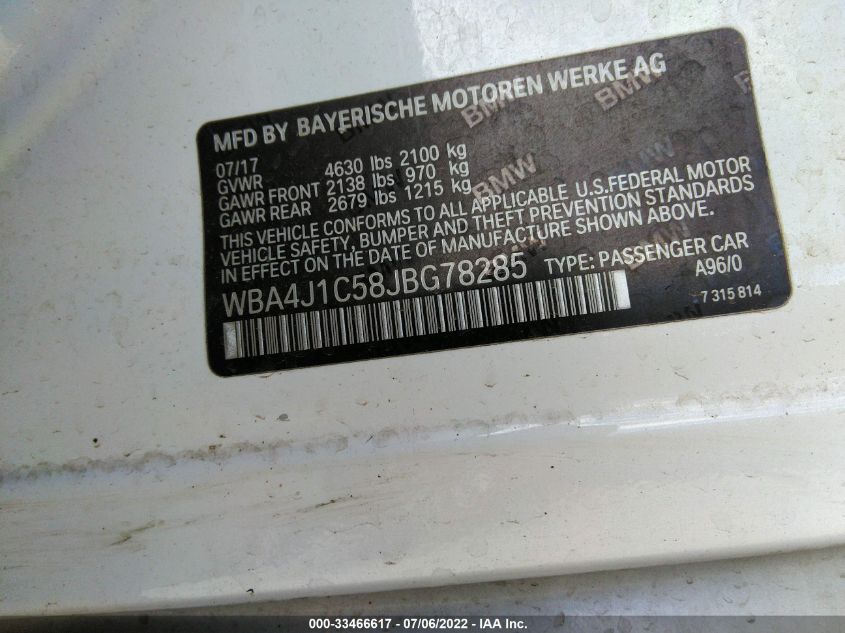 MFD BY BAYERISCHE MOTOREN WERKE AG
07/17
GVWR 4630 lbs 2100 kg
GAWR FRONT 2138 lbs 970 kg
GAWR REAR 2679 lbs 1215 kg
THIS VEHICLE CONFORMS TO ALL APPLICABLE U.S.FEDERAL MOTOR
VEHICLE SAFETY, BUMPER AND THEFT PREVENTION STANDARDS
IN EFFECT ON THE DATE OF MANUFACTURE SHOWN ABOVE.
WBA4J1C58JBG78285 TYPE: PASSENGER CAR
A96/0
7 315 814
BMW
BMW
BMW
000-33466617 - 07/06/2022 - IAA Inc.